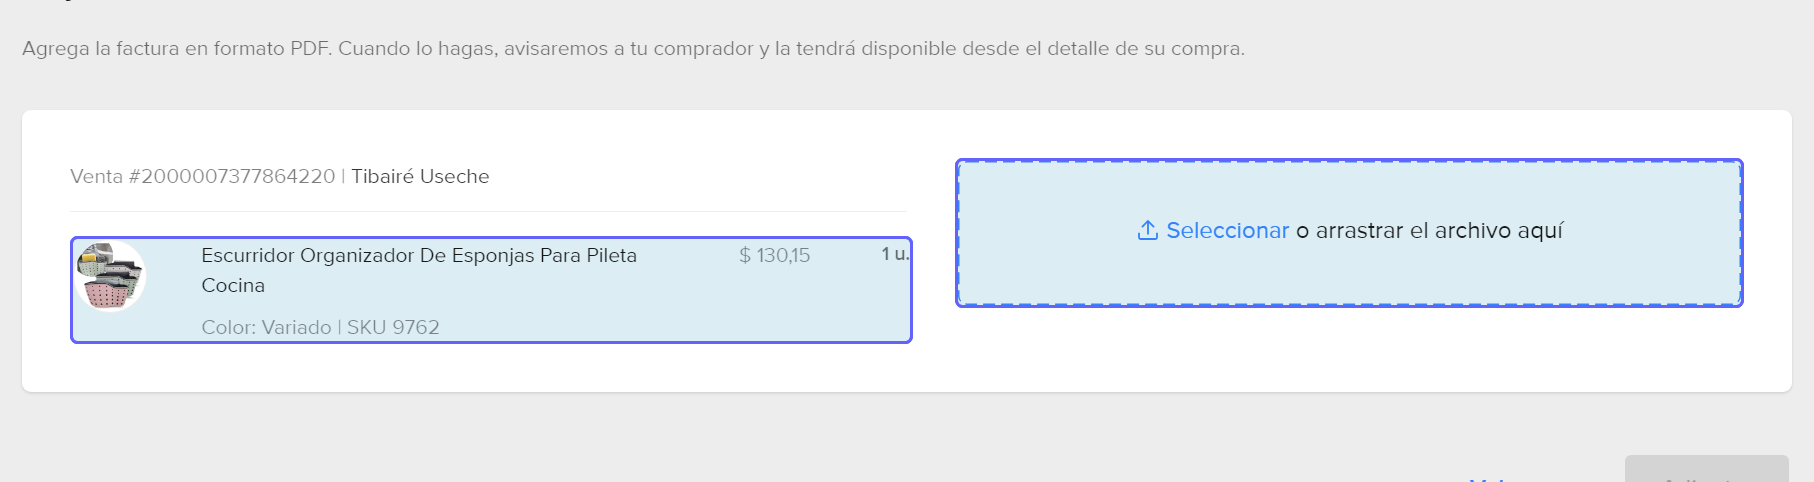 Agrega la factura en formato PDF. Cuando lo hagas, avisaremos a tu comprador y la tendrá disponible desde el detalle de su compra.
Venta #2000007377864220 | Tibairé Useche
Escurridor Organizador De Esponjas Para Pileta
Cocina
$ 130,15
1 u.
Color: Variado | SKU 9762
Seleccionar o arrastrar el archivo aquí